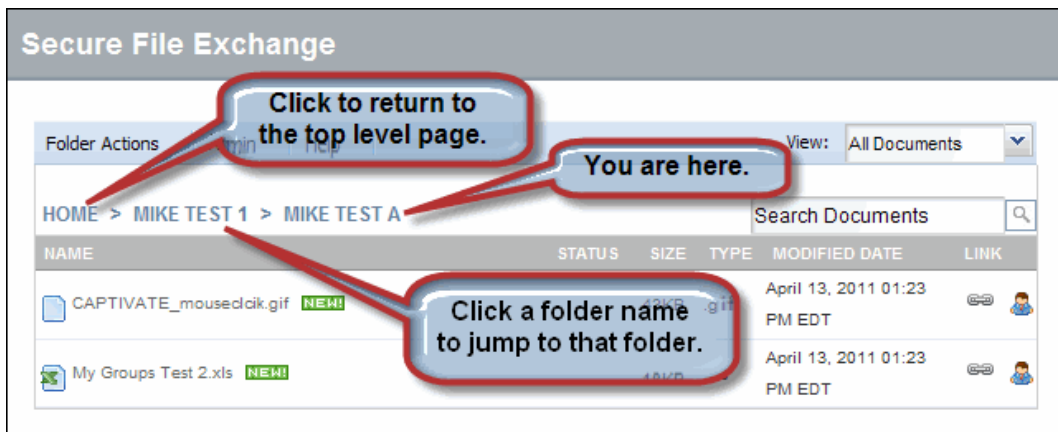 Secure File Exchange
Click to return to
the top level page.
Folder Actions
Help
View: All Documents
You are here.
HOME > MIKE TEST 1 > MIKE TEST A
Search Documents
NAME STATUS SIZE TYPE MODIFIED DATE LINK
CAPTIVATE_mousedclk.gif NEW! .gif April 13, 2011 01:23
PM EDT
Click a folder name
to jump to that folder.
My Groups Test 2.xls NEW! April 13, 2011 01:23
PM EDT